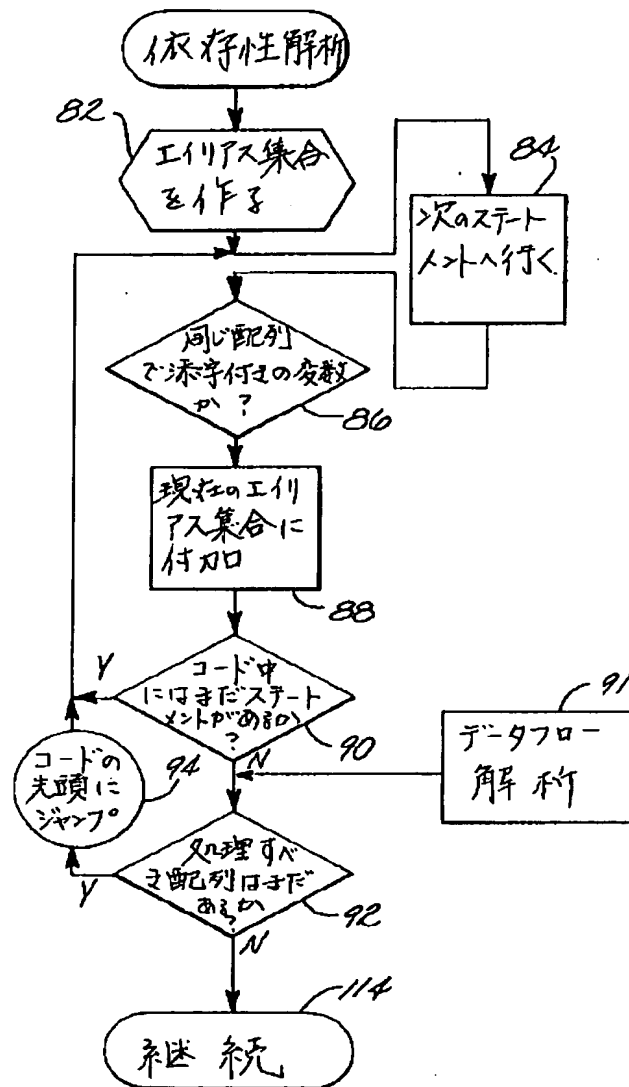 依存性解析
82
エイリアス集合
を作る
84
次のステート
メントへ行く
同じ配列
で添字付きの変数
か?
86
現在のエイリ
アス集合に
付加
88
Y
コード中
にはまだステート
メントがあるか
?
90
N
91
データフロー
解析
コードの
先頭に
ジャンプ
94
Y
処理すべ
き配列はまだ
あるか
?
92
N
114
継続